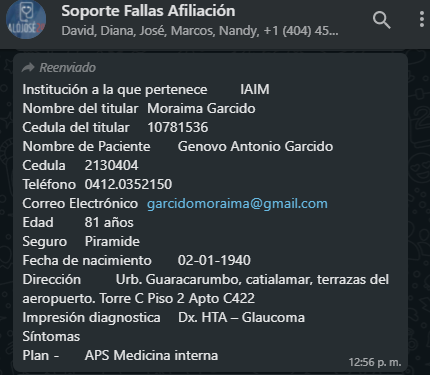 Soporte Fallas Afiliación
David, Diana, José, Marcos, Nandy, +1 (404) 45...
Reenviado
Institución a la que pertenece IAIM
Nombre del titular Moraima Garcido
Cedula del titular 10781536
Nombre de Paciente Genovo Antonio Garcido
Cedula 2130404
Teléfono 0412.0352150
Correo Electrónico garcidomoraima@gmail.com
Edad 81 años
Seguro Piramide
Fecha de nacimiento 02-01-1940
Dirección Urb. Guaracarumbo, catialamar, terrazas del
aeropuerto. Torre C Piso 2 Apto C422
Impresión diagnostica Dx. HTA – Glaucoma
Síntomas
Plan - APS Medicina interna
12:56 p. m.